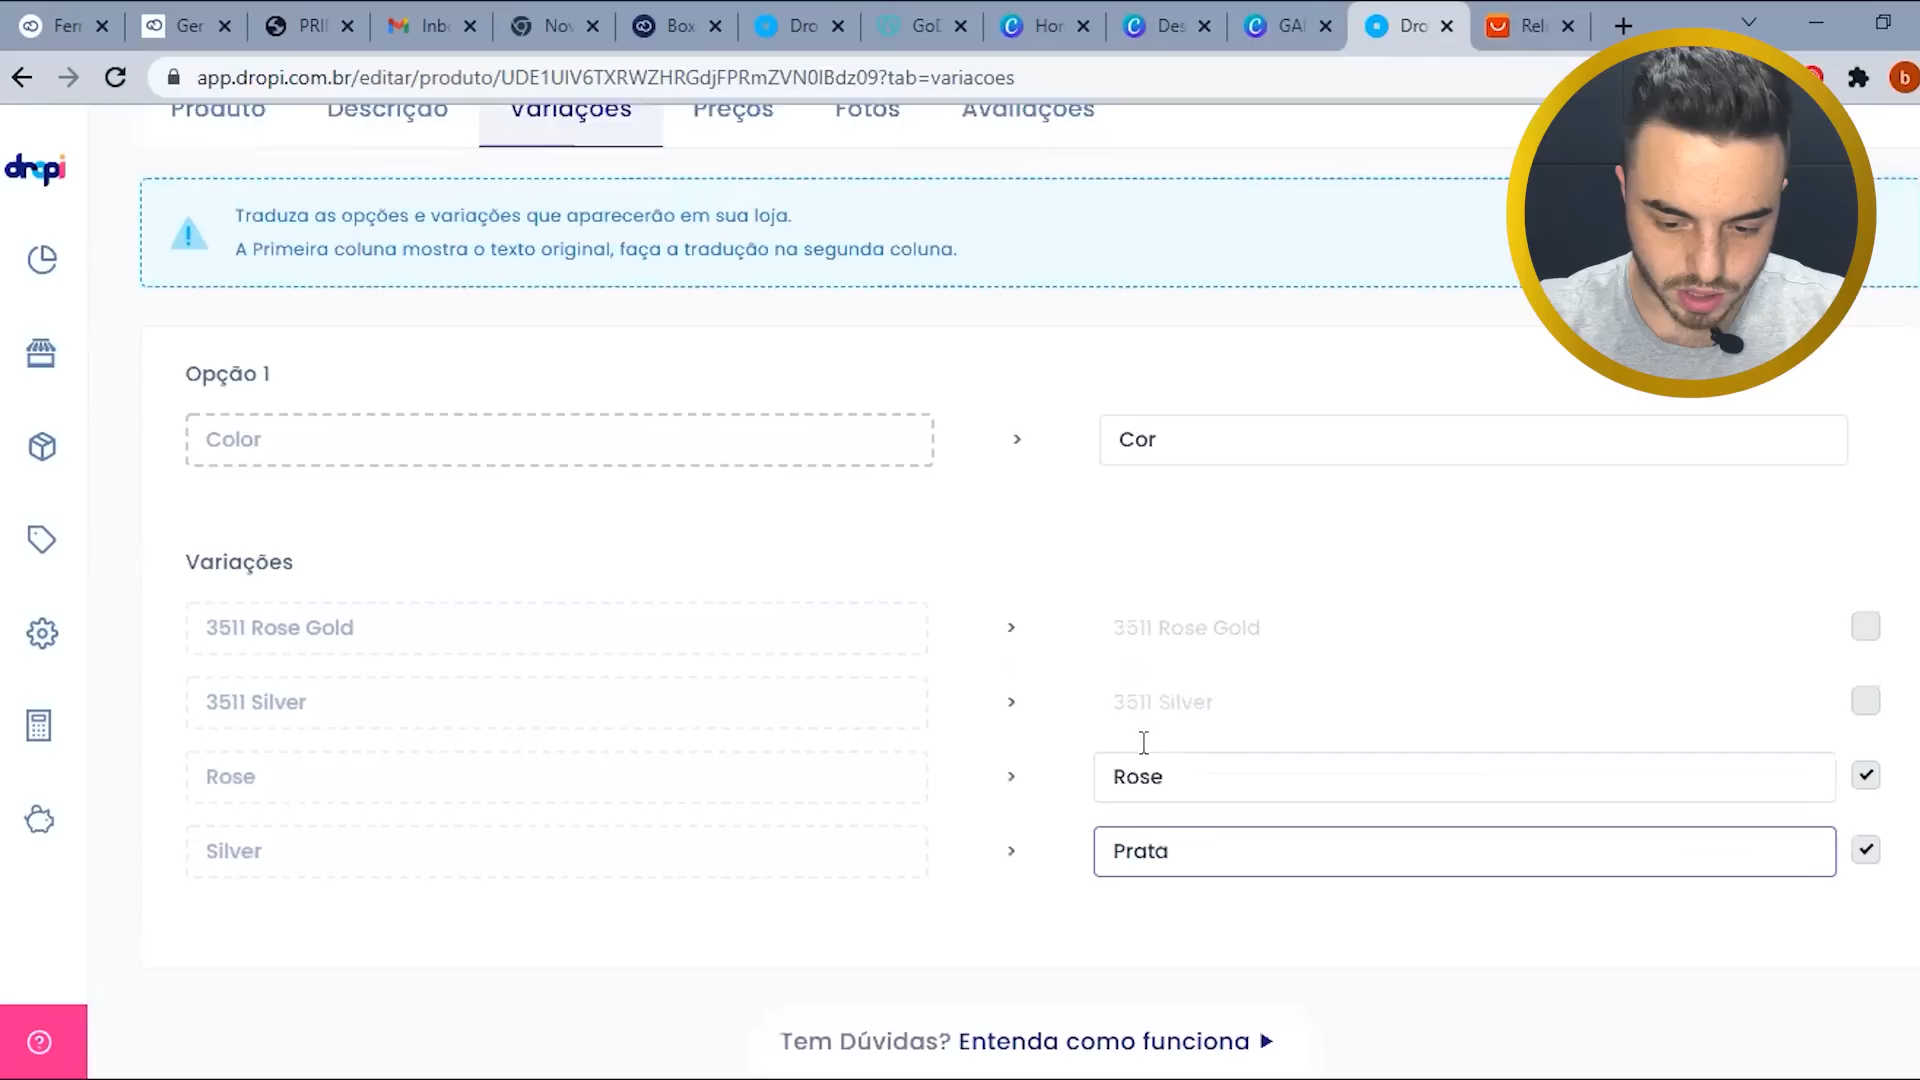 Fern
Ger
PRI
Inb
Nov
Box
Dro
GoD
Hor
Des
GAI
Dro
Rel
app.dropi.com.br/editar/produto/UDE1UlV6TXRWZHRGdjFPRmZVN0lBdz09?tab=variacoes
b
Produto
Descrição
Variações
Preços
Fotos
Avaliações
dropi
Traduza as opções e variações que aparecerão em sua loja.
A Primeira coluna mostra o texto original, faça a tradução na segunda coluna.
Opção 1
Color > Cor
Variações
3511 Rose Gold > 3511 Rose Gold
3511 Silver > 3511 Silver
Rose > Rose
Silver > Prata
Tem Dúvidas? Entenda como funciona